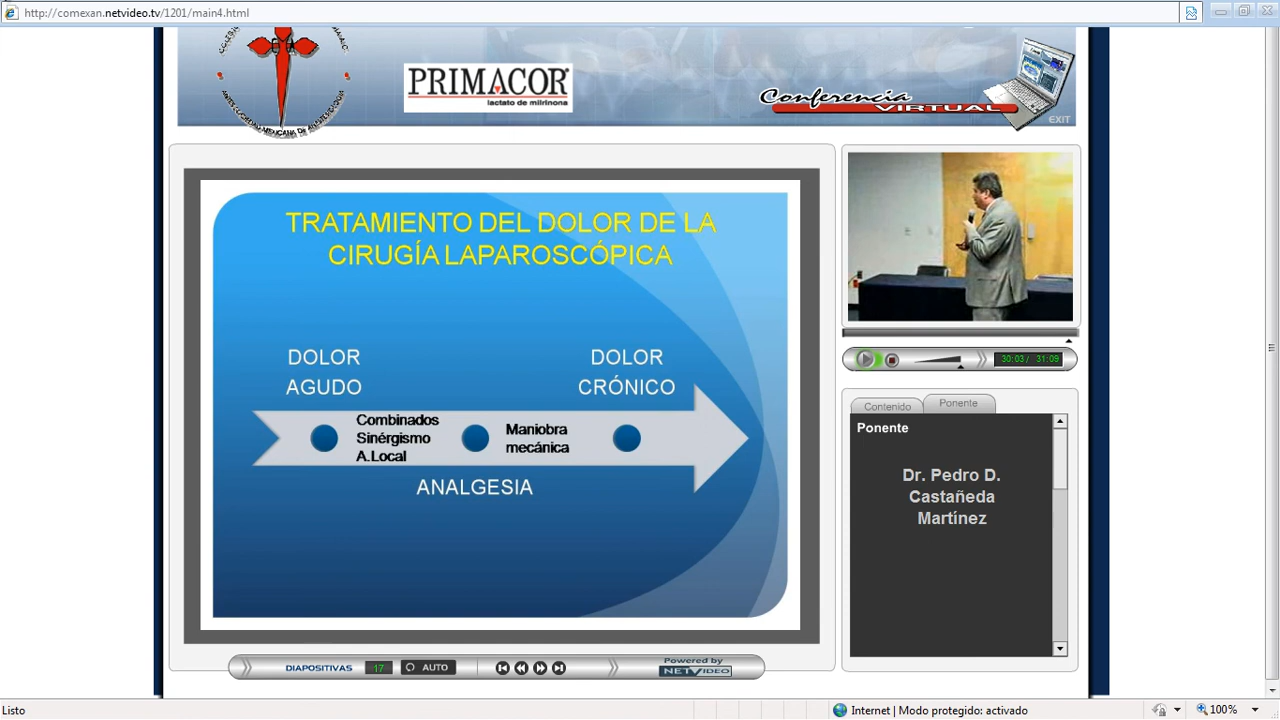 http://comexan.netvideo.tv/1201/main4.html
PRIMACOR
lactato de milrinona
Conferencia
VIRTUAL
EXIT
TRATAMIENTO DEL DOLOR DE LA
CIRUGÍA LAPAROSCÓPICA
DOLOR
AGUDO
DOLOR
CRÓNICO
Combinados
Sinérgismo
A.Local
Maniobra
mecánica
ANALGESIA
30:03 / 31:09
Contenido
Ponente
Ponente
Dr. Pedro D.
Castañeda
Martínez
DIAPOSITIVAS 17 AUTO
Powered by
NETVIDEO
Listo
Internet | Modo protegido: activado
100%